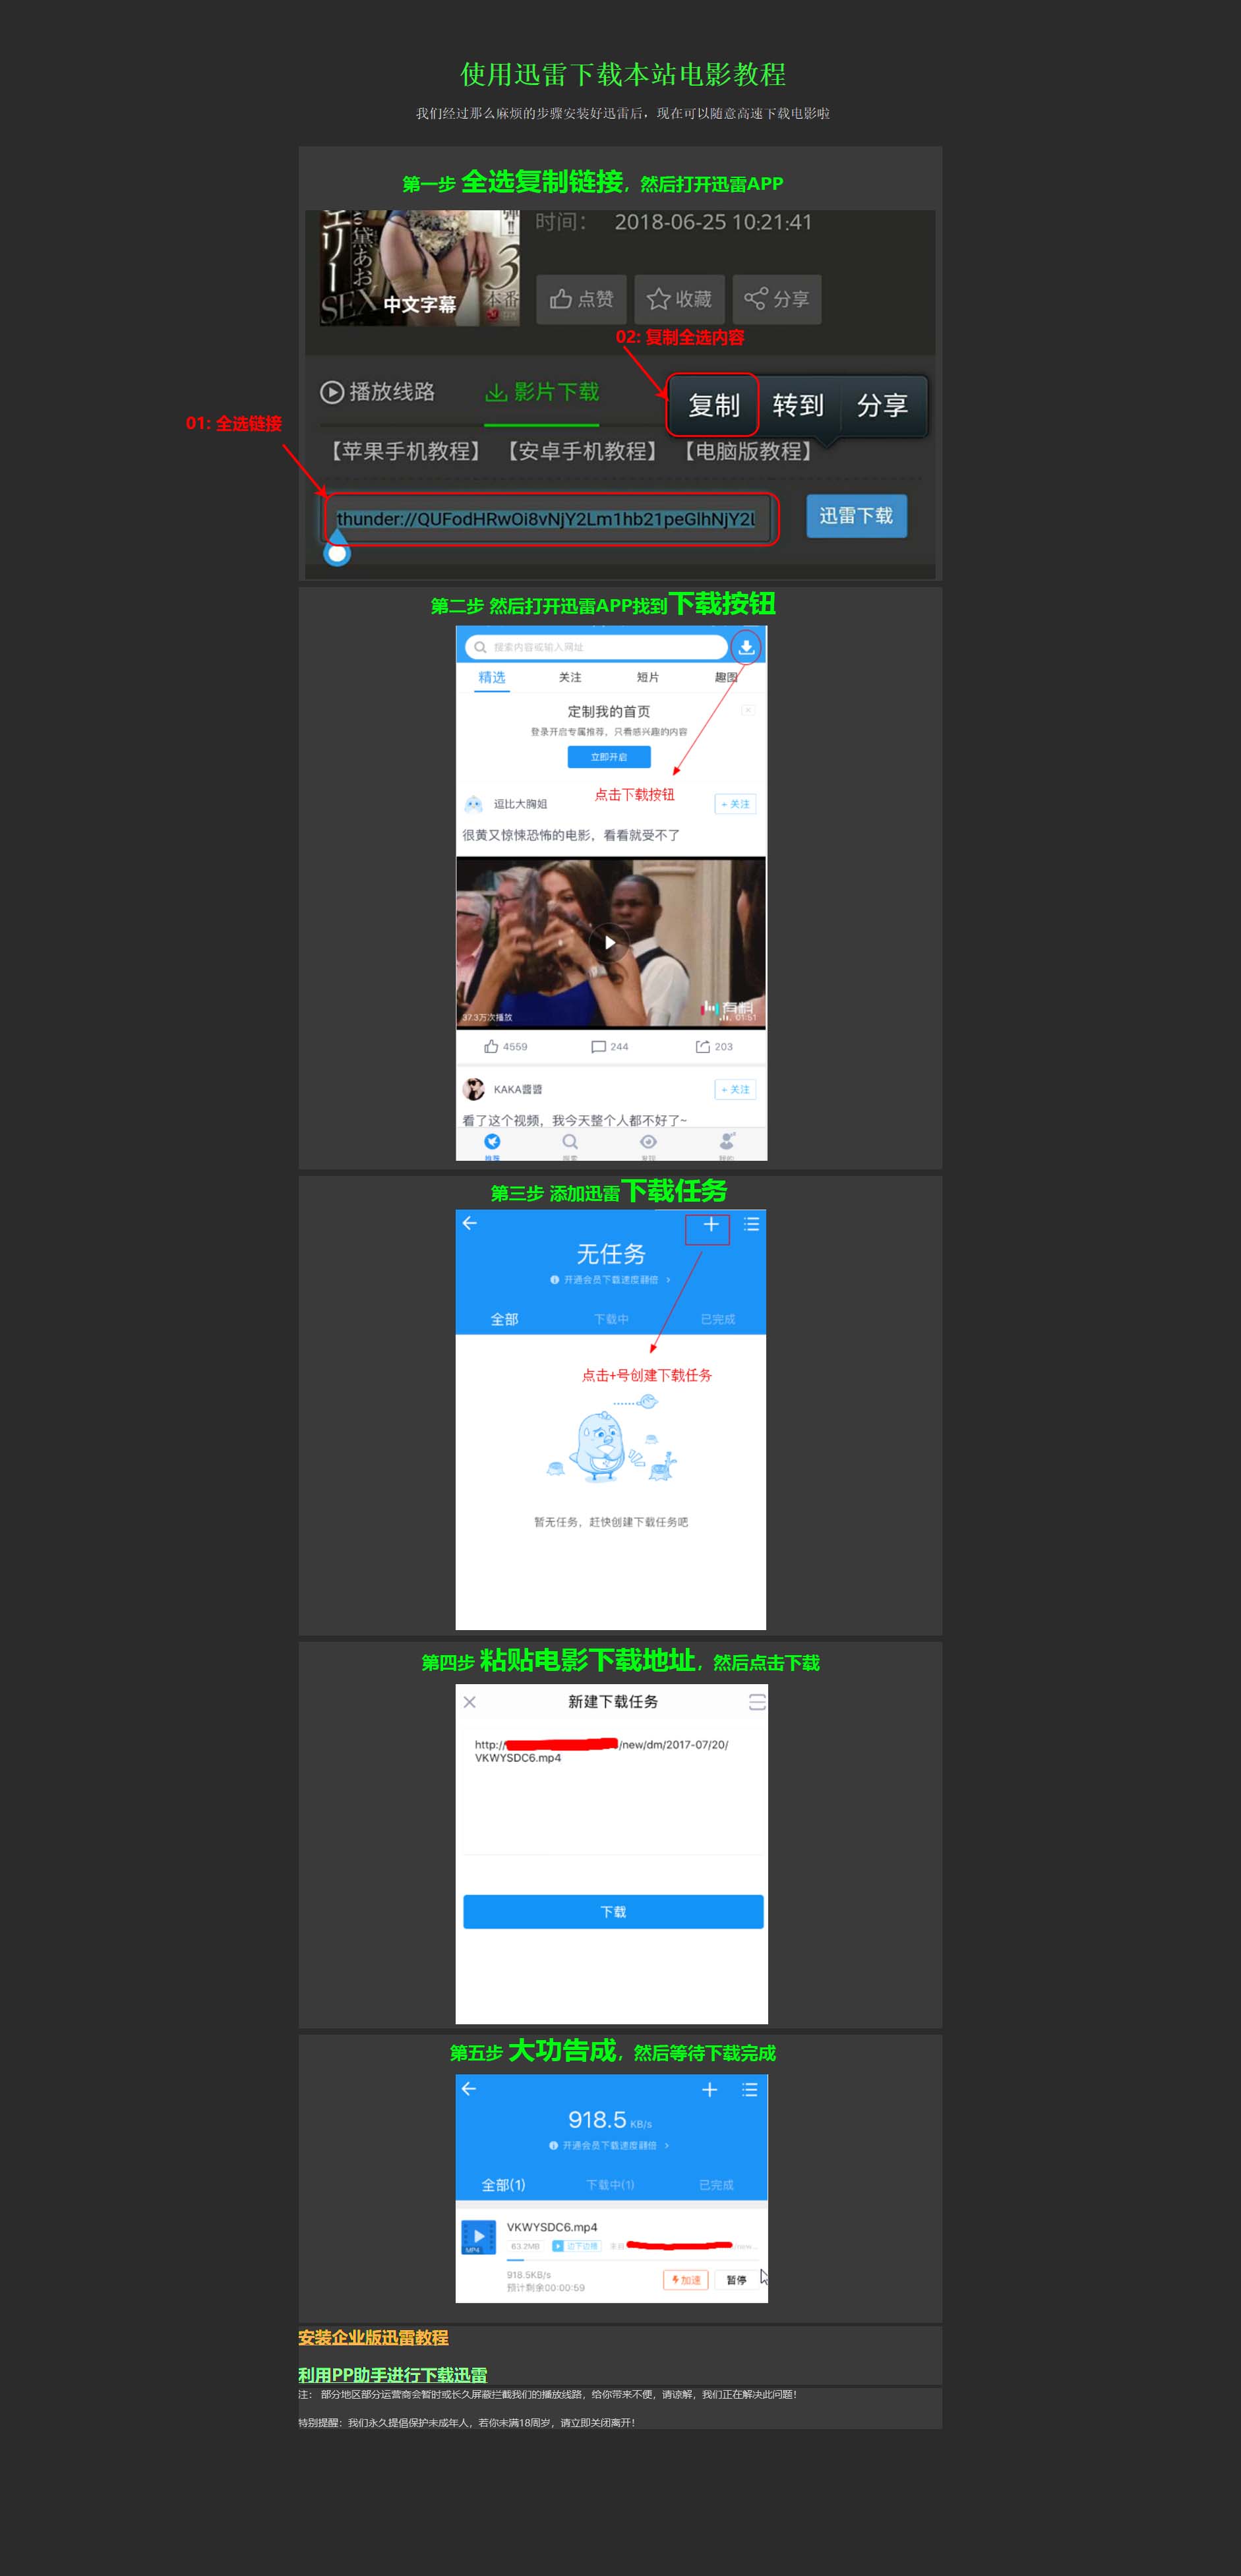 使用迅雷下载本站电影教程
我们经过那么麻烦的步骤安装好迅雷后，现在可以随意高速下载电影啦
第一步 全选复制链接，然后打开迅雷APP
エリー
黛あお
SEX
弾!!
3
本番
中文字幕
时间： 2018-06-25 10:21:41
点赞 收藏 分享
02: 复制全选内容
播放线路 影片下载
复制 转到 分享
01: 全选链接
【苹果手机教程】 【安卓手机教程】 【电脑版教程】
thunder://QUFodHRwOi8vNjY2Lm1hb21peGlhNjY2L
迅雷下载
第二步 然后打开迅雷APP找到下载按钮
搜索内容或输入网址
精选 关注 短片 趣图
定制我的首页
登录开启专属推荐，只看感兴趣的内容
立即开启
点击下载按钮
逗比大胸姐 + 关注
很黄又惊悚恐怖的电影，看看就受不了
有料
37.3万次播放 01:51
4559 244 203
KAKA醬醬 + 关注
看了这个视频，我今天整个人都不好了~
第三步 添加迅雷下载任务
无任务
开通会员下载速度翻倍 >
全部 下载中 已完成
点击+号创建下载任务
暂无任务，赶快创建下载任务吧
第四步 粘贴电影下载地址，然后点击下载
新建下载任务
http:// /new/dm/2017-07/20/
VKWYSDC6.mp4
下载
第五步 大功告成，然后等待下载完成
918.5 KB/s
开通会员下载速度翻倍 >
全部(1) 下载中(1) 已完成
VKWYSDC6.mp4
MP4
63.2MB 边下边播
918.5KB/s
预计剩余00:00:59
加速 暂停
安装企业版迅雷教程
利用PP助手进行下载迅雷
注： 部分地区部分运营商会暂时或长久屏蔽拦截我们的播放线路，给你带来不便，请谅解，我们正在解决此问题！
特别提醒：我们永久提倡保护未成年人，若你未满18周岁，请立即关闭离开！